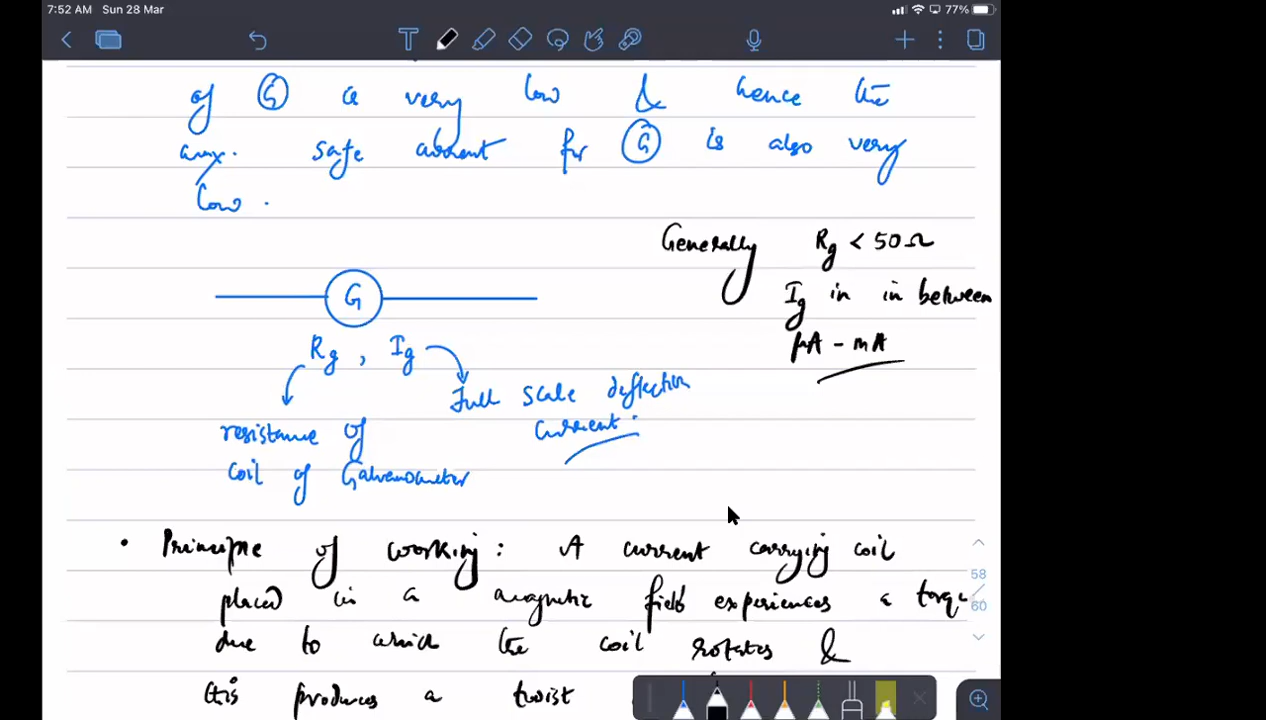 7:52 AM Sun 28 Mar 77%
of G is very low & hence the
max. safe current for G is also very
low.
Generally Rg < 50 Ω
Ig in in between
μA - mA
G
Rg , Ig
Full scale deflection
current.
resistance of
coil of Galvanometer
• Principle of working : A current carrying coil
placed in a magnetic field experiences a torqu
due to which the coil rotates &
this produces a twist
58
60